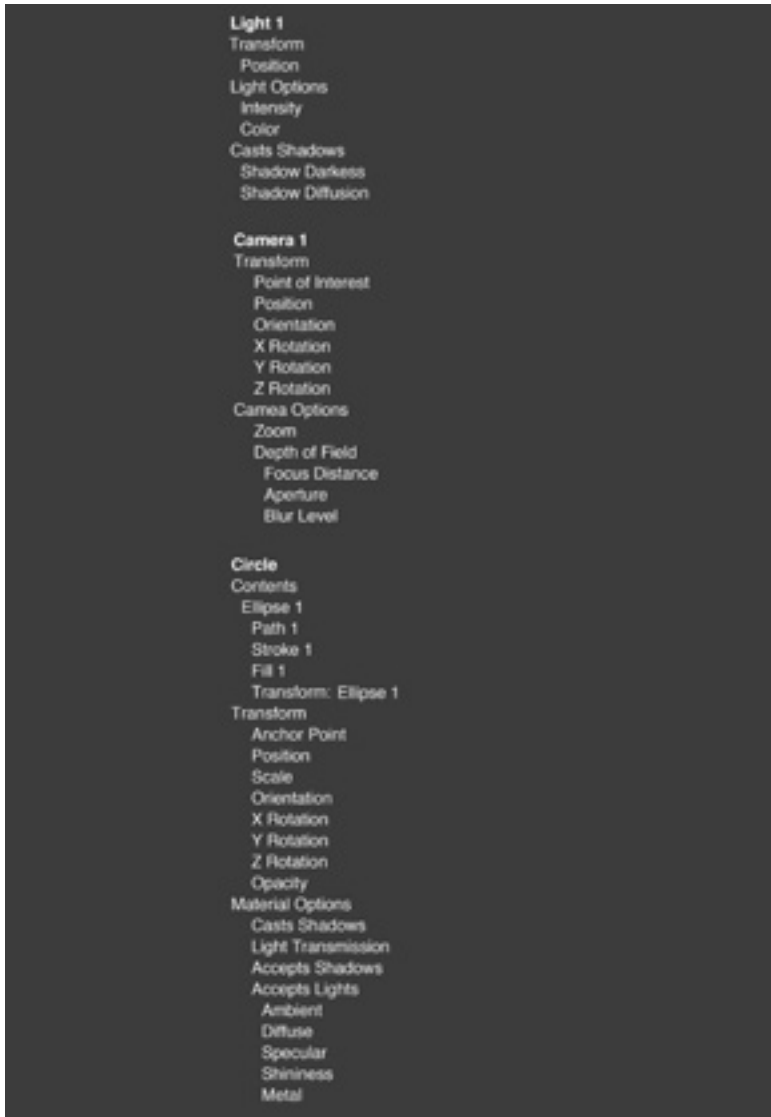 Light 1
Transform
Position
Light Options
Intensity
Color
Casts Shadows
Shadow Darkess
Shadow Diffusion
Camera 1
Transform
Point of Interest
Position
Orientation
X Rotation
Y Rotation
Z Rotation
Camea Options
Zoom
Depth of Field
Focus Distance
Aperture
Blur Level
Circle
Contents
Ellipse 1
Path 1
Stroke 1
Fill 1
Transform: Ellipse 1
Transform
Anchor Point
Position
Scale
Orientation
X Rotation
Y Rotation
Z Rotation
Opacity
Material Options
Casts Shadows
Light Transmission
Accepts Shadows
Accepts Lights
Ambient
Diffuse
Specular
Shininess
Metal